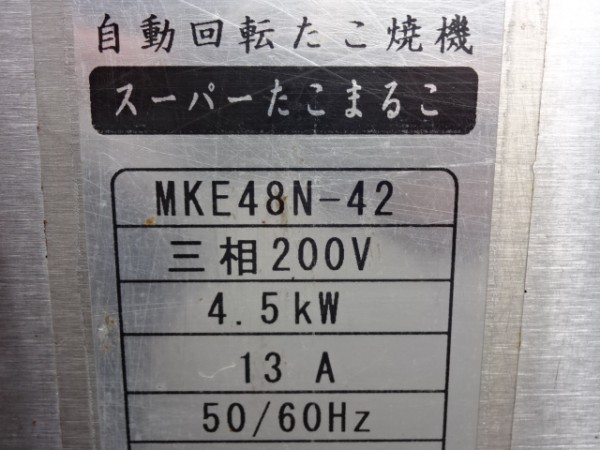 自動回転たこ焼機
スーパーたこまるこ
MKE48N-42
三相200V
4.5kW
13 A
50/60Hz